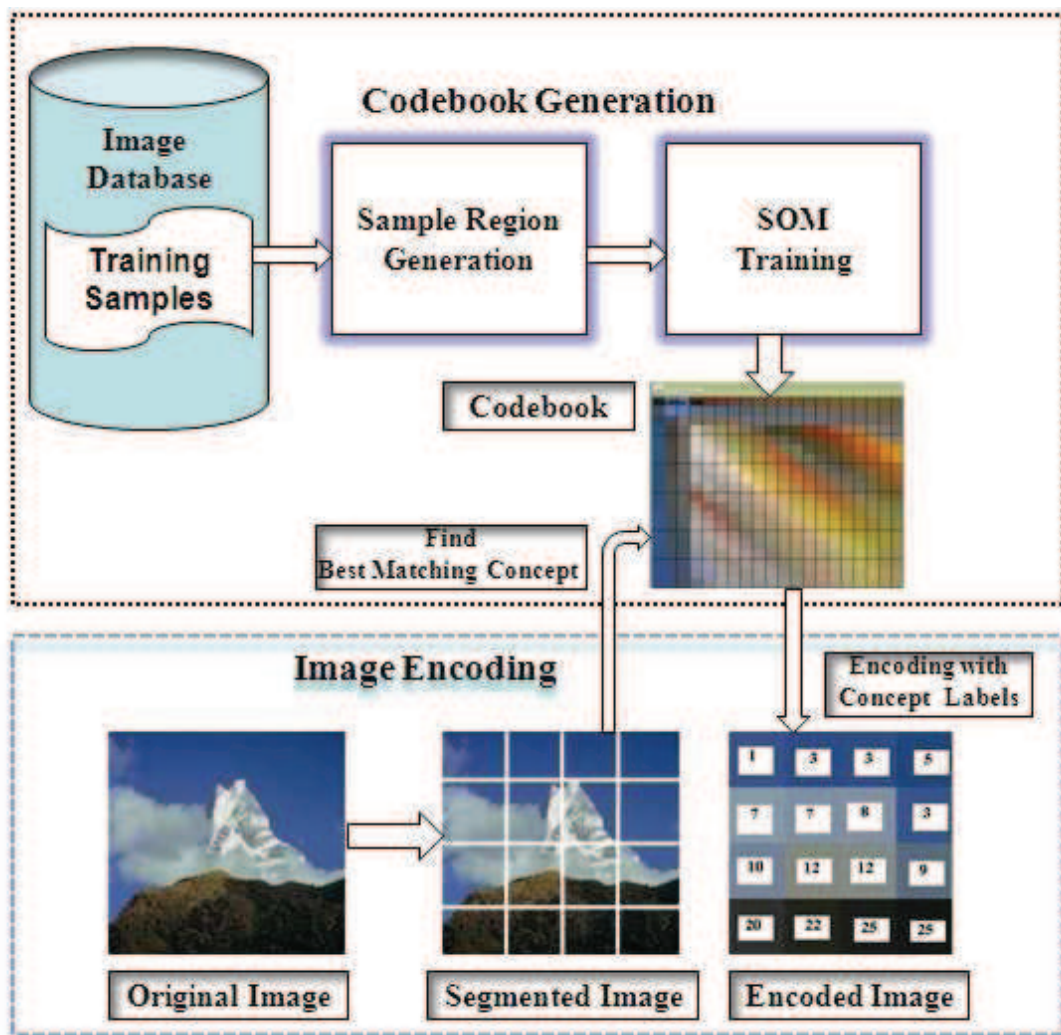 Codebook Generation
Image
Database
Training
Samples
Sample Region
Generation
SOM
Training
Codebook
Find
Best Matching Concept
Image Encoding
Encoding with
Concept Labels
1 3 3 5
7 7 8 3
10 12 12 9
20 22 25 25
Original Image
Segmented Image
Encoded Image